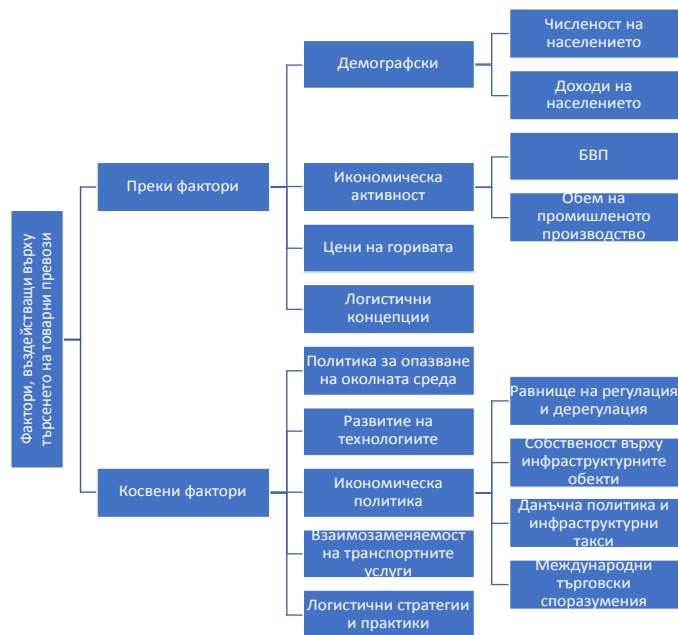 Фактори, въздействащи върху
търсенето на товарни превози
Преки фактори
Демографски
Численост на
населението
Доходи на
населението
Икономическа
активност
БВП
Обем на
промишленото
производство
Цени на горивата
Логистични
концепции
Косвени фактори
Политика за опазване
на околната среда
Развитие на
технологиите
Икономическа
политика
Равнище на регулация
и дерегулация
Собственост върху
инфраструктурните
обекти
Данъчна политика и
инфраструктурни
такси
Международни
търговски
споразумения
Взаимозаменяемост
на транспортните
услуги
Логистични стратегии
и практики